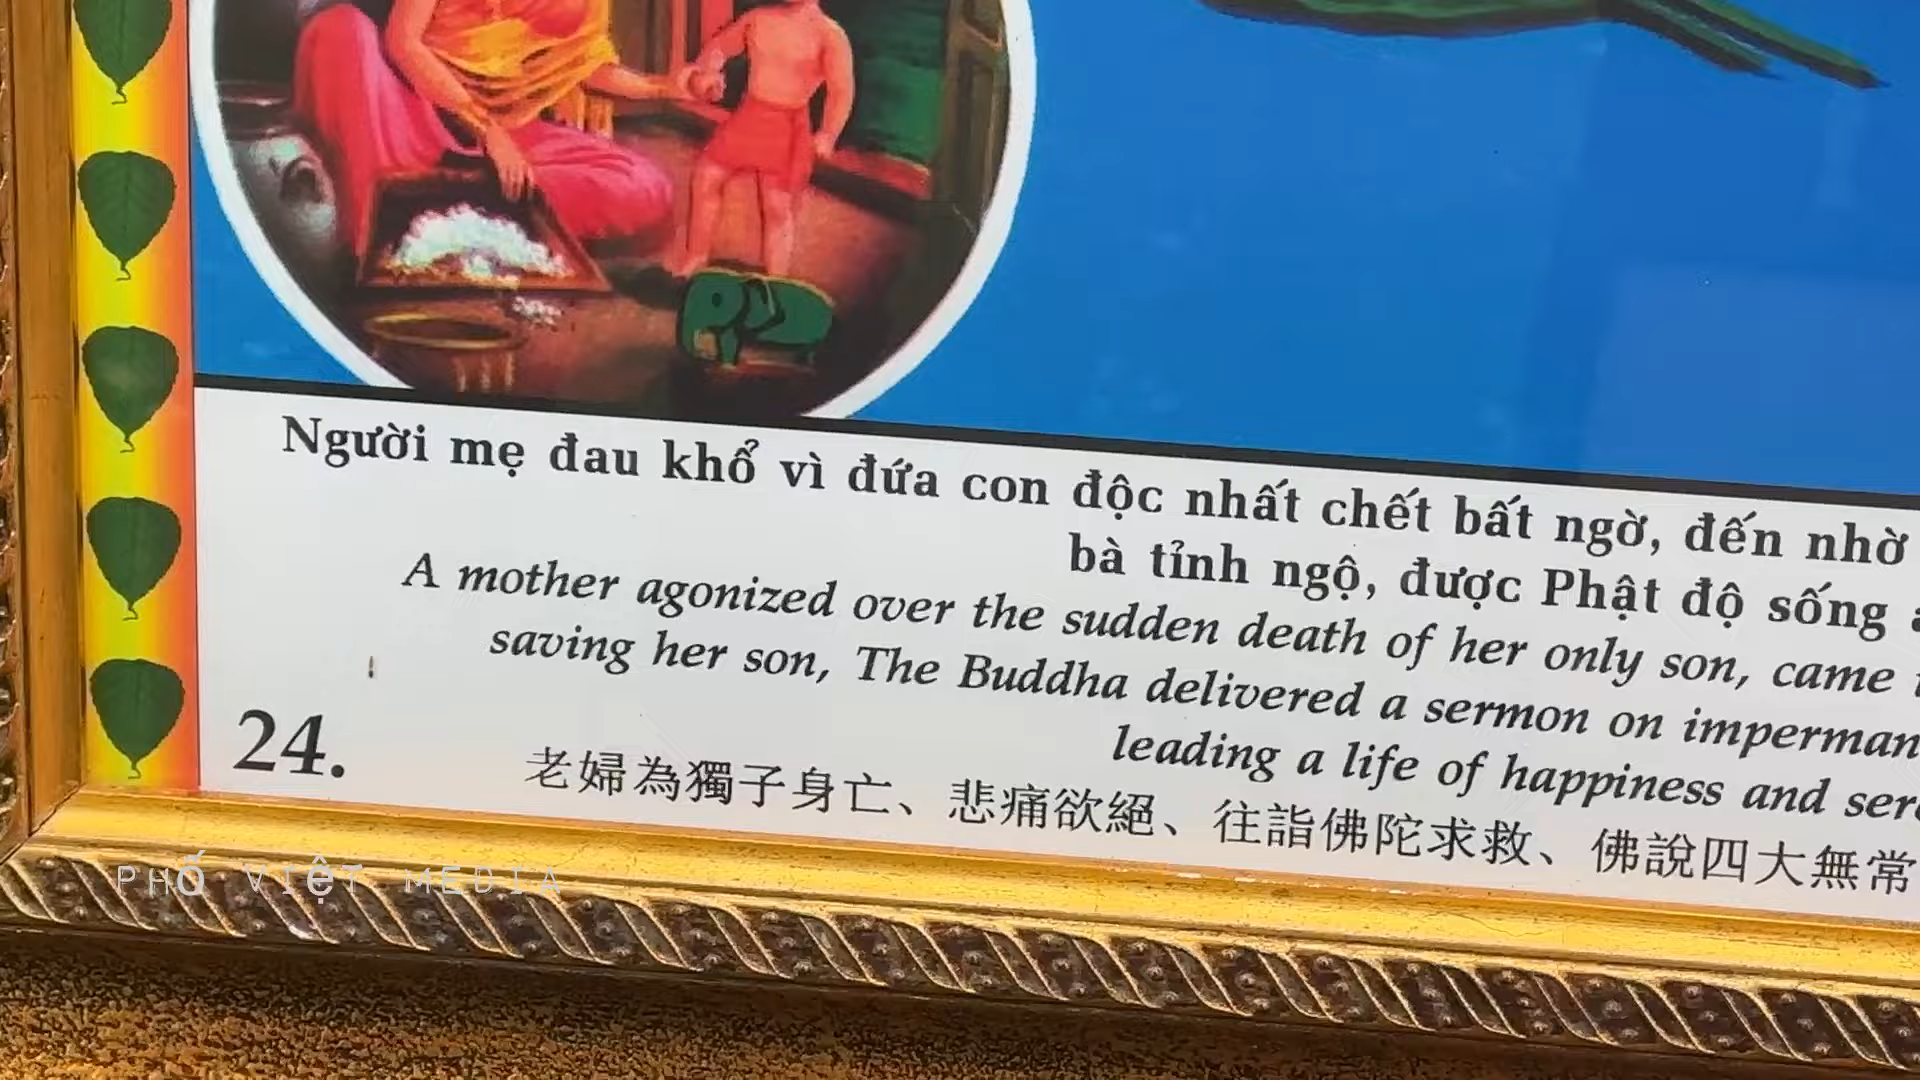 Người mẹ đau khổ vì đứa con độc nhất chết bất ngờ, đến nhờ
bà tỉnh ngộ, được Phật độ sống
A mother agonized over the sudden death of her only son, came
saving her son, The Buddha delivered a sermon on imperman
leading a life of happiness and ser
24.
老婦為獨子身亡、悲痛欲絕、往詣佛陀求救、佛說四大無常
PHỐ VIỆT MEDIA